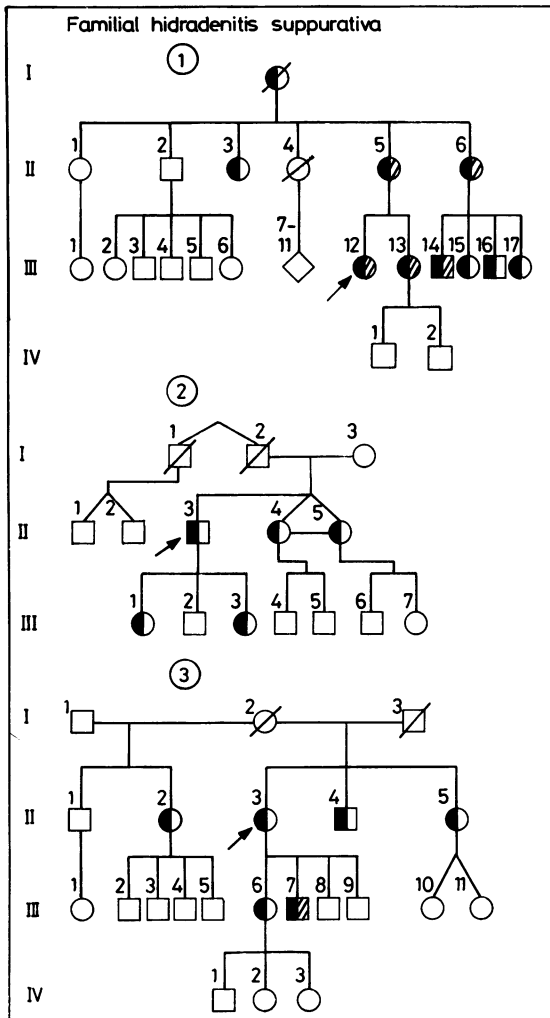 Familial hidradenitis suppurativa
1
I
1 2 3 4 5 6
II
7-
1 2 3 4 5 6 11 12 13 14 15 16 17
III
1 2
IV
2
1 2 3
I
1 2 3 4 5
II
1 2 3 4 5 6 7
III
3
1 2 3
I
1 2 3 4 5
II
1 2 3 4 5 6 7 8 9 10 11
III
1 2 3
IV